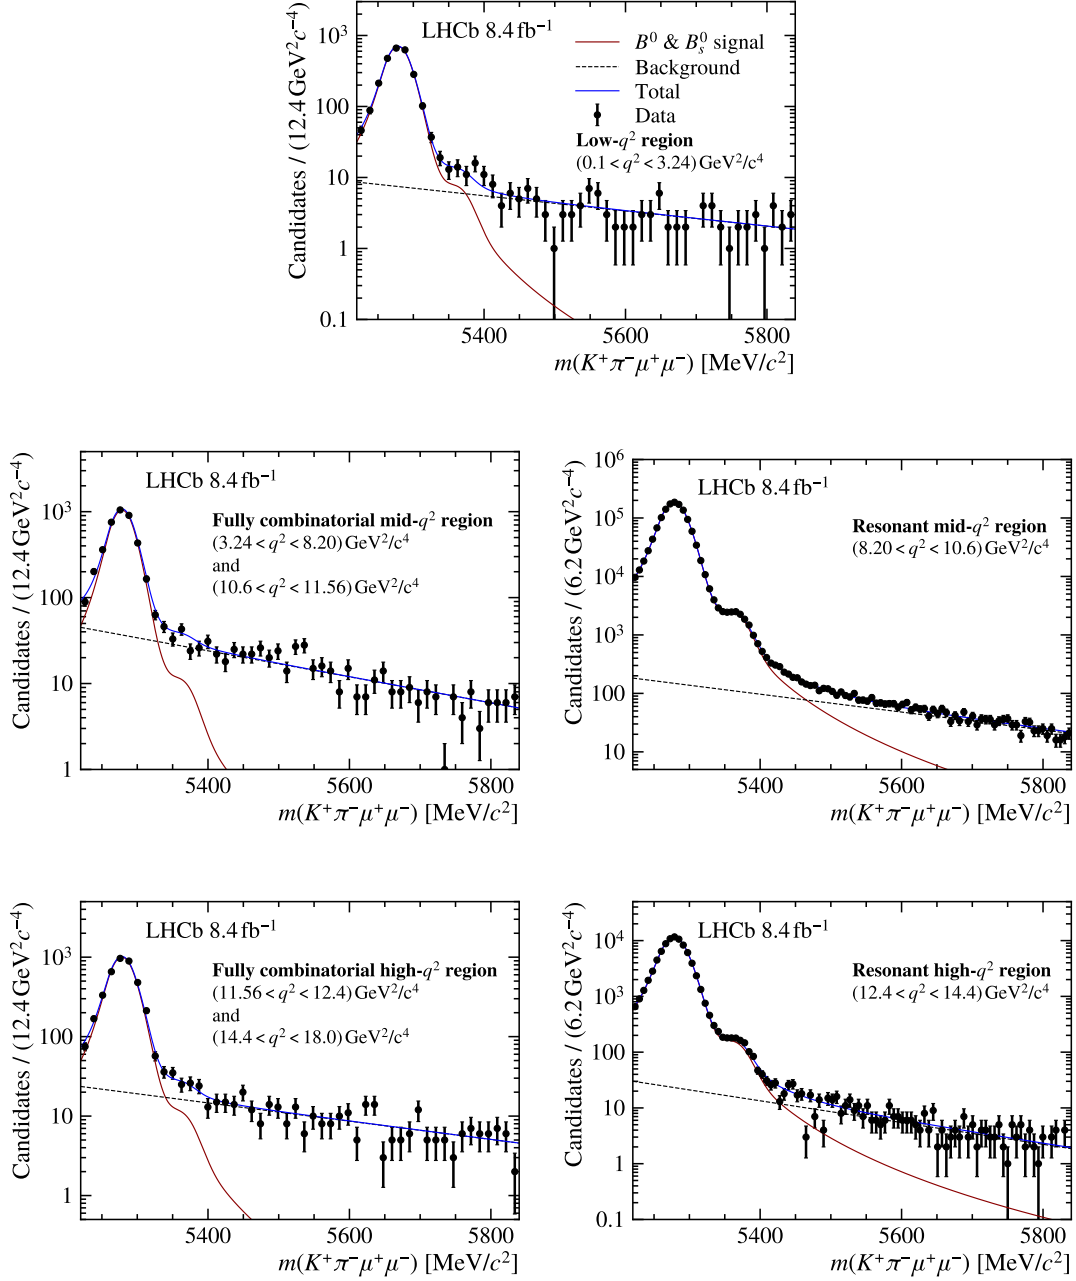 LHCb 8.4 fb⁻¹
B⁰ & B_s⁰ signal
Background
Total
Data
Low-q² region
(0.1 < q² < 3.24) GeV²/c⁴
Candidates / (12.4 GeV²c⁻⁴)
10³
100
10
1
0.1
5400 5600 5800
m(K⁺π⁻μ⁺μ⁻) [MeV/c²]
LHCb 8.4 fb⁻¹
Fully combinatorial mid-q² region
(3.24 < q² < 8.20) GeV²/c⁴
and
(10.6 < q² < 11.56) GeV²/c⁴
Candidates / (12.4 GeV²c⁻⁴)
10³
100
10
1
5400 5600 5800
m(K⁺π⁻μ⁺μ⁻) [MeV/c²]
LHCb 8.4 fb⁻¹
Resonant mid-q² region
(8.20 < q² < 10.6) GeV²/c⁴
Candidates / (6.2 GeV²c⁻⁴)
10⁶
10⁵
10⁴
10³
100
10
5400 5600 5800
m(K⁺π⁻μ⁺μ⁻) [MeV/c²]
LHCb 8.4 fb⁻¹
Fully combinatorial high-q² region
(11.56 < q² < 12.4) GeV²/c⁴
and
(14.4 < q² < 18.0) GeV²/c⁴
Candidates / (12.4 GeV²c⁻⁴)
10³
100
10
1
5400 5600 5800
m(K⁺π⁻μ⁺μ⁻) [MeV/c²]
LHCb 8.4 fb⁻¹
Resonant high-q² region
(12.4 < q² < 14.4) GeV²/c⁴
Candidates / (6.2 GeV²c⁻⁴)
10⁴
10³
100
10
1
0.1
5400 5600 5800
m(K⁺π⁻μ⁺μ⁻) [MeV/c²]